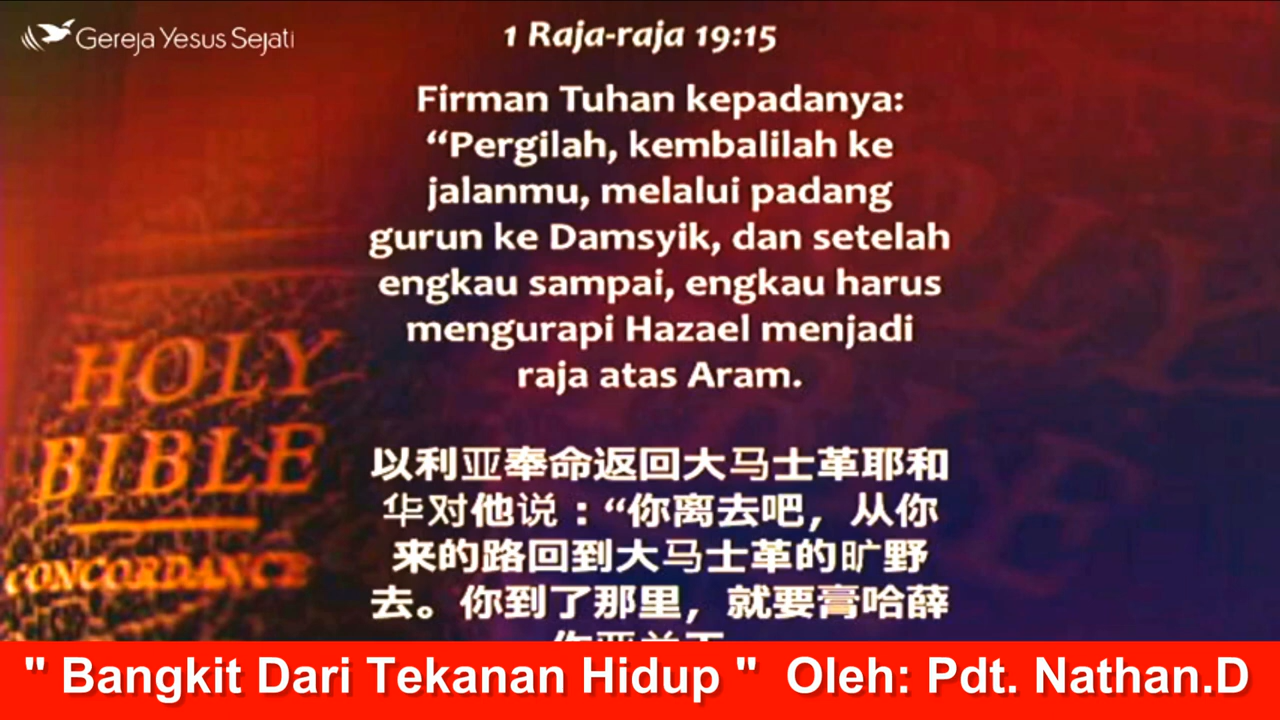 Gereja Yesus Sejati
1 Raja-raja 19:15
Firman Tuhan kepadanya:
“Pergilah, kembalilah ke
jalanmu, melalui padang
gurun ke Damsyik, dan setelah
engkau sampai, engkau harus
mengurapi Hazael menjadi
raja atas Aram.
以利亚奉命返回大马士革耶和
华对他说：“你离去吧，从你
来的路回到大马士革的旷野
去。你到了那里，就要膏哈薛
HOLY
BIBLE
CONCORDANCE
" Bangkit Dari Tekanan Hidup " Oleh: Pdt. Nathan.D